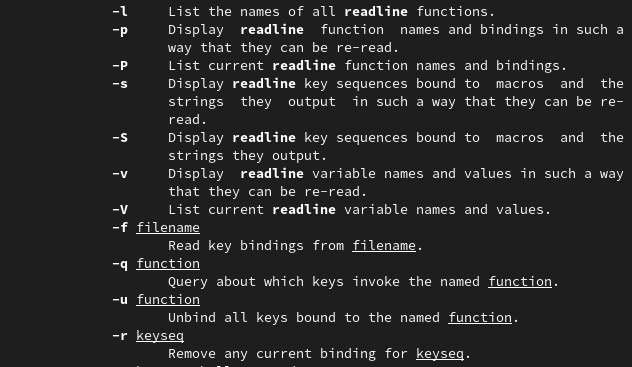 -l List the names of all readline functions.
-p Display readline function names and bindings in such a
way that they can be re-read.
-P List current readline function names and bindings.
-s Display readline key sequences bound to macros and the
strings they output in such a way that they can be re-
read.
-S Display readline key sequences bound to macros and the
strings they output.
-v Display readline variable names and values in such a way
that they can be re-read.
-V List current readline variable names and values.
-f filename
Read key bindings from filename.
-q function
Query about which keys invoke the named function.
-u function
Unbind all keys bound to the named function.
-r keyseq
Remove any current binding for keyseq.